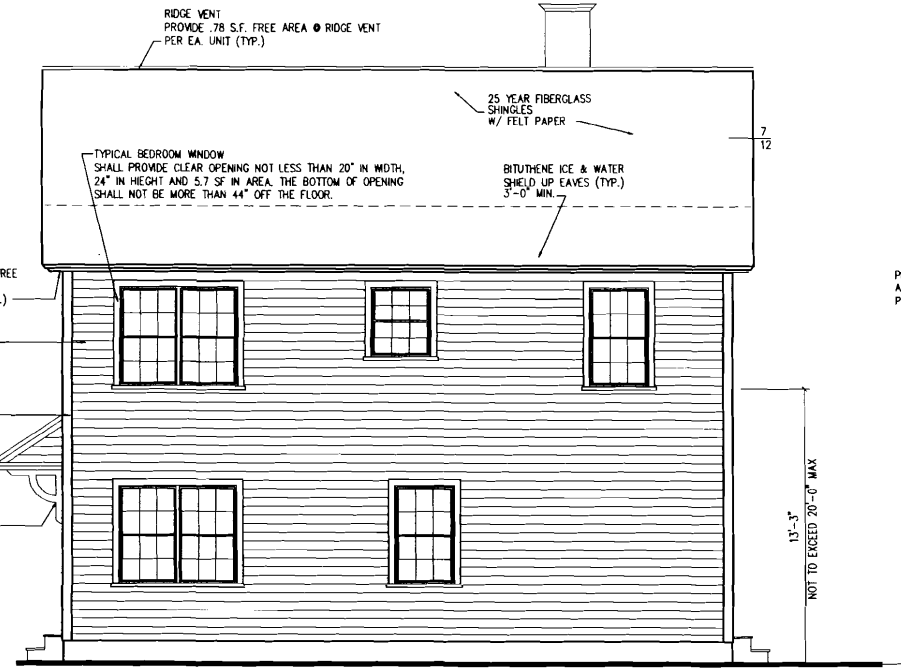 RIDGE VENT
PROVIDE .78 S.F. FREE AREA @ RIDGE VENT
PER EA. UNIT (TYP.)
25 YEAR FIBERGLASS
SHINGLES
W/ FELT PAPER
7
12
TYPICAL BEDROOM WINDOW
SHALL PROVIDE CLEAR OPENING NOT LESS THAN 20" IN WIDTH,
24" IN HIEGHT AND 5.7 SF IN AREA. THE BOTTOM OF OPENING
SHALL NOT BE MORE THAN 44" OFF THE FLOOR.
BITUTHENE ICE & WATER
SHIELD UP EAVES (TYP.)
3'-0" MIN.
REE
.)
P
A
P
13'-3"
NOT TO EXCEED 20'-0" MAX